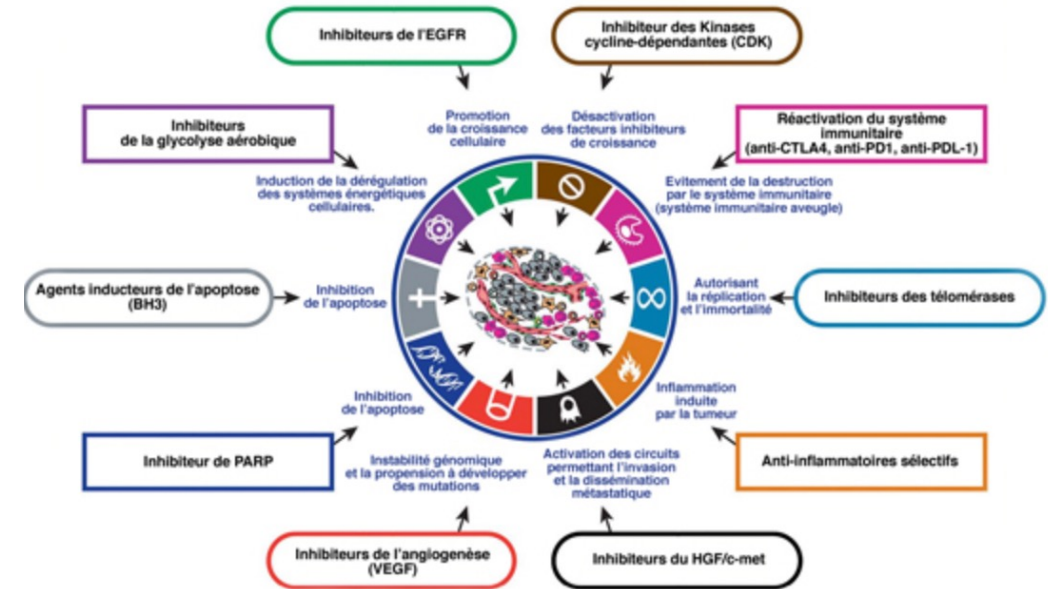 Inhibiteurs de l'EGFR
Inhibiteur des Kinases
cycline-dépendantes (CDK)
Promotion
de la croissance
cellulaire
Désactivation
des facteurs inhibiteurs
de croissance
Inhibiteurs
de la glycolyse aérobique
Réactivation du système
immunitaire
(anti-CTLA4, anti-PD1, anti-PDL-1)
Induction de la dérégulation
des systèmes énergétiques
cellulaires.
Evitement de la destruction
par le système immunitaire
(système immunitaire aveugle)
Agents inducteurs de l'apoptose
(BH3)
Inhibition
de l'apoptose
Autorisant
la réplication
et l'immortalité
Inhibiteurs des télomérases
Inhibition
de l'apoptose
Inflammation
induite
par la tumeur
Inhibiteur de PARP
Instabilité génomique
et la propension à développer
des mutations
Activation des circuits
permettant l'invasion
et la dissémination
métastatique
Anti-inflammatoires sélectifs
Inhibiteurs de l'angiogenèse
(VEGF)
Inhibiteurs du HGF/c-met